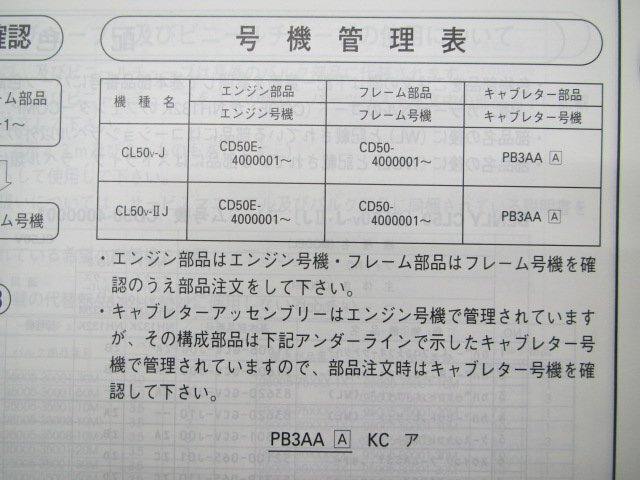 確認
号機管理表
ーム部品
~1~
ム号機
機種名 エンジン部品 フレーム部品 キャブレター部品
エンジン号機 フレーム号機 キャブレター号機
CL50V-J CD50E-4000001~ CD50-4000001~ PB3AA A
CL50V-ⅡJ CD50E-4000001~ CD50-4000001~ PB3AA A
・エンジン部品はエンジン号機・フレーム部品はフレーム号機を確
認のうえ部品注文をして下さい。
・キャブレターアッセンブリーはエンジン号機で管理されています
が、その構成部品は下記アンダーラインで示したキャブレター号
機で管理されていますので、部品注文時はキャブレター号機を確
認して下さい。
PB3AA A KC ア